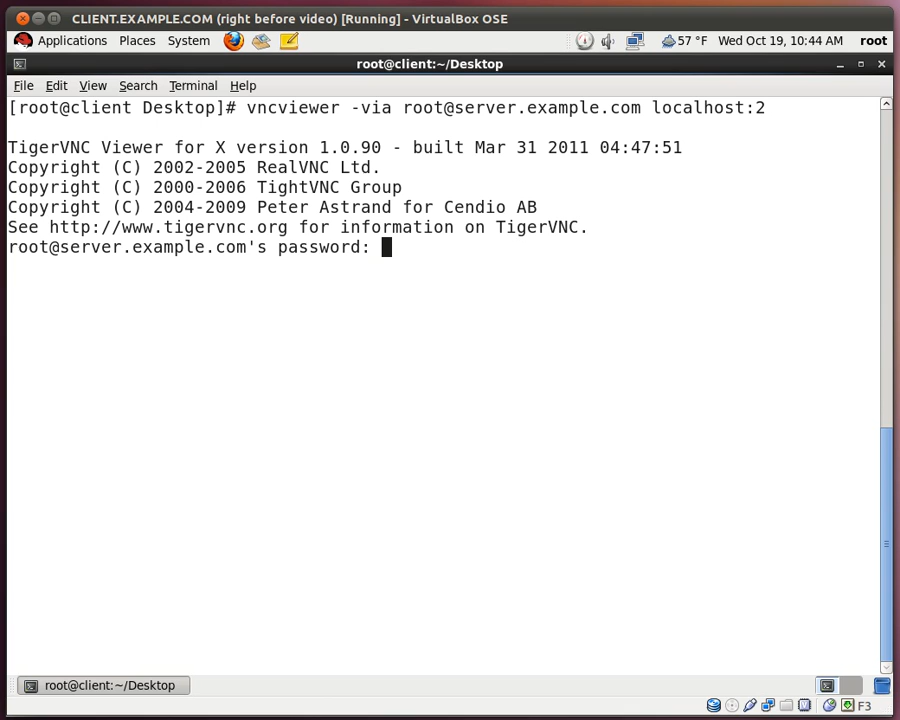 CLIENT.EXAMPLE.COM (right before video) [Running] - VirtualBox OSE
Applications Places System 57 °F Wed Oct 19, 10:44 AM root
root@client:~/Desktop
File Edit View Search Terminal Help
[root@client Desktop]# vncviewer -via root@server.example.com localhost:2
TigerVNC Viewer for X version 1.0.90 - built Mar 31 2011 04:47:51
Copyright (C) 2002-2005 RealVNC Ltd.
Copyright (C) 2000-2006 TightVNC Group
Copyright (C) 2004-2009 Peter Astrand for Cendio AB
See http://www.tigervnc.org for information on TigerVNC.
root@server.example.com's password:
root@client:~/Desktop
F3